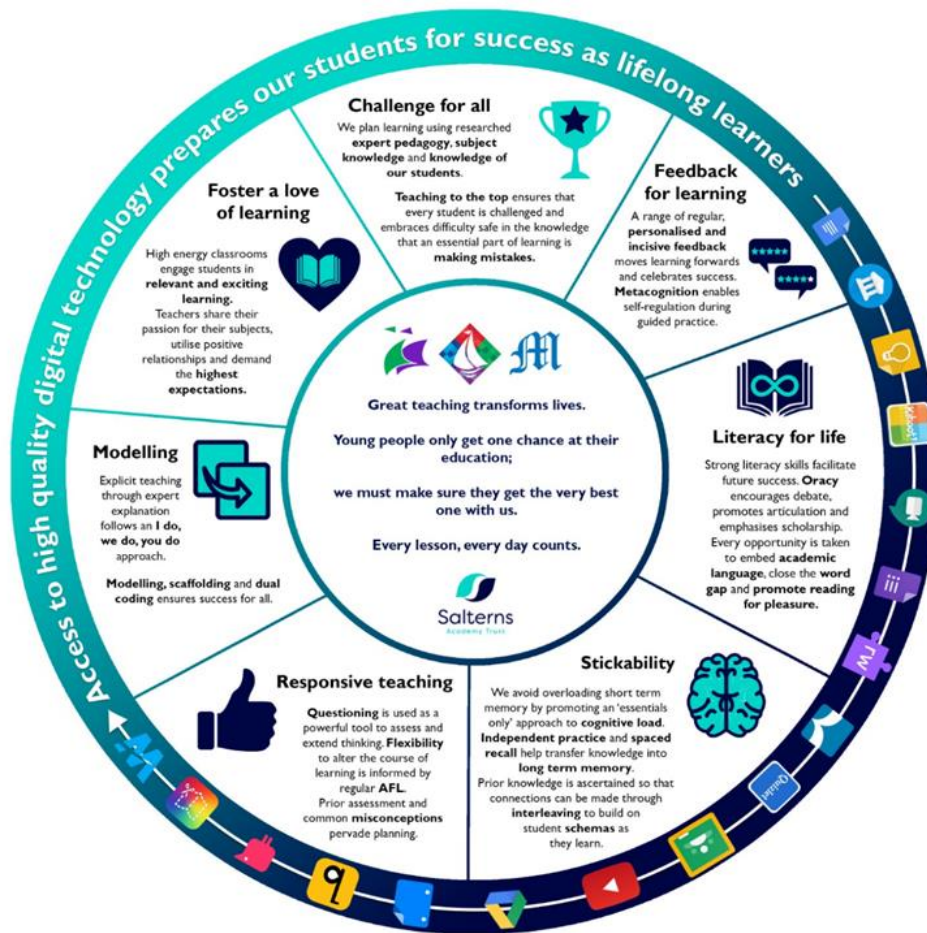 Access to high quality digital technology prepares our students for success as lifelong learners
Challenge for all
We plan learning using researched
expert pedagogy, subject
knowledge and knowledge of
our students.
Teaching to the top ensures that
every student is challenged and
embraces difficulty safe in the knowledge
that an essential part of learning is
making mistakes.
Feedback
for learning
A range of regular,
personalised and
incisive feedback
moves learning forwards
and celebrates success.
Metacognition enables
self-regulation during
guided practice.
Literacy for life
Strong literacy skills facilitate
future success. Oracy
encourages debate,
promotes articulation and
emphasises scholarship.
Every opportunity is taken
to embed academic
language, close the word
gap and promote reading
for pleasure.
Stickability
We avoid overloading short term
memory by promoting an 'essentials
only' approach to cognitive load.
Independent practice and spaced
recall help transfer knowledge into
long term memory.
Prior knowledge is ascertained so that
connections can be made through
interleaving to build on
student schemas as
they learn.
Responsive teaching
Questioning is used as a
powerful tool to assess and
extend thinking. Flexibility
to alter the course of
learning is informed by
regular AFL.
Prior assessment and
common misconceptions
pervade planning.
Modelling
Explicit teaching
through expert
explanation
follows an I do,
we do, you do
approach.
Modelling, scaffolding and dual
coding ensures success for all.
Foster a love
of learning
High energy classrooms
engage students in
relevant and exciting
learning.
Teachers share their
passion for their subjects,
utilise positive
relationships and demand
the highest
expectations.
M
Great teaching transforms lives.
Young people only get one chance at their
education;
we must make sure they get the very best
one with us.
Every lesson, every day counts.
Salterns
Academy Trust
Kahoot!
rw
Quizlet
q